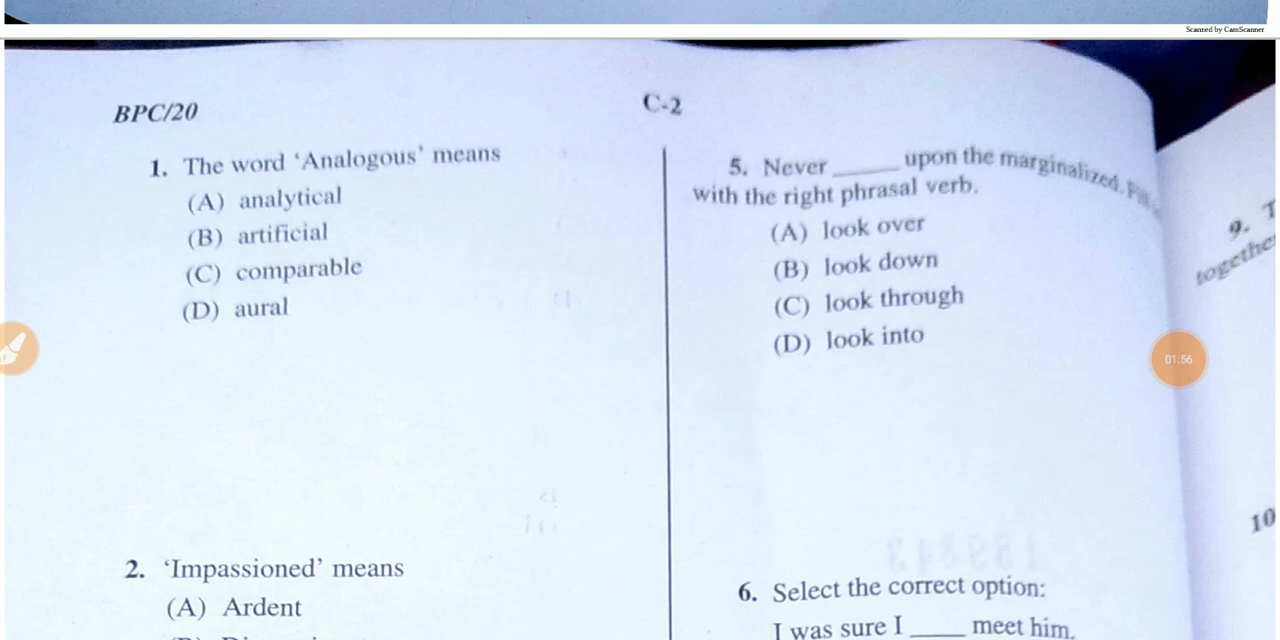 Scanned by CamScanner
BPC/20
C-2
1. The word ‘Analogous’ means
(A) analytical
(B) artificial
(C) comparable
(D) aural
2. ‘Impassioned’ means
(A) Ardent
5. Never ______ upon the marginalized.
with the right phrasal verb.
(A) look over
(B) look down
(C) look through
(D) look into
6. Select the correct option:
I was sure I _____ meet him.
9. T
together
10
01:56